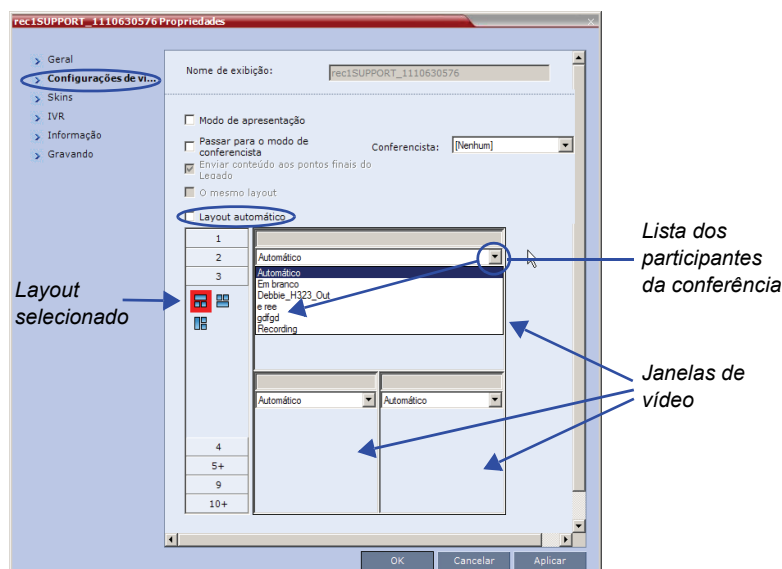 rec1SUPPORT_1110630576 Propriedades
Geral
Configurações de vi...
Skins
IVR
Informação
Gravando
Nome de exibição:
rec1SUPPORT_1110630576
Modo de apresentação
Passar para o modo de
conferencista
Conferencista:
[Nenhum]
Enviar conteúdo aos pontos finais do
Legado
O mesmo layout
Layout automático
1
2
3
Automático
Automático
Em branco
Debbie_H323_Out
e ree
gdfgd
Recording
Lista dos
participantes
da conferência
Layout
selecionado
Janelas de
vídeo
Automático
Automático
4
5+
9
10+
OK
Cancelar
Aplicar